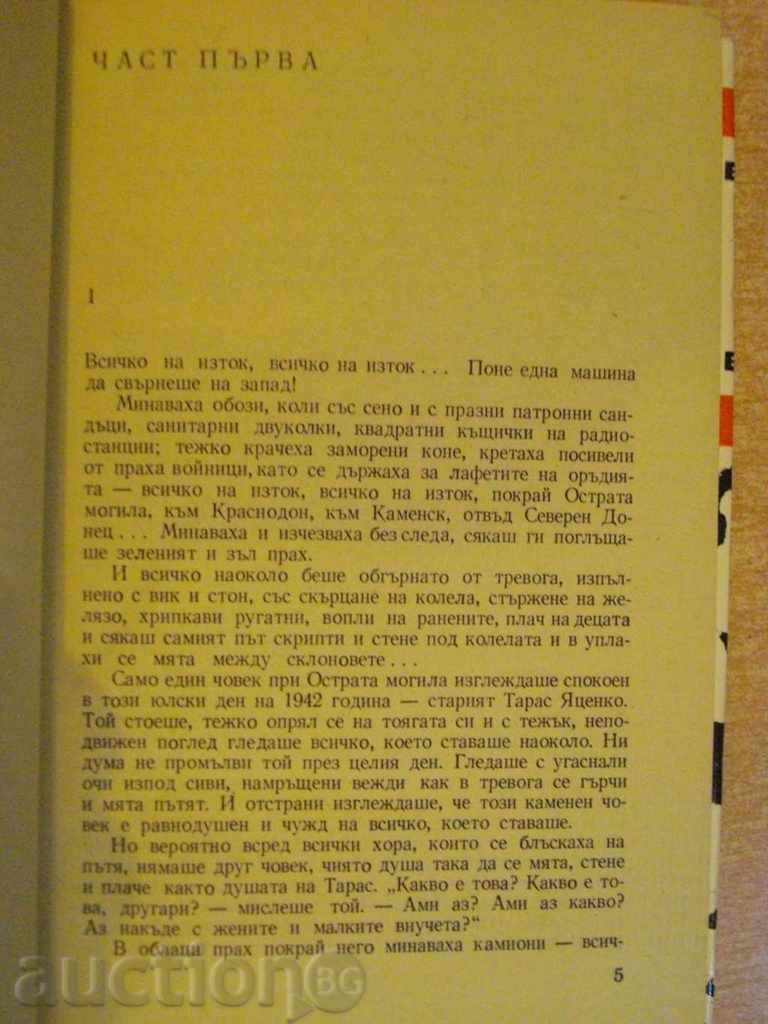 ЧАСТ ПЪРВА
1
Всичко на изток, всичко на изток... Поне една машина
да свърнеше на запад!
Минаваха обози, коли със сено и с празни патронни сан-
дъци, санитарни двуколки, квадратни къщички на радио-
станции; тежко крачеха заморени коне, кретаха посивели
от праха войници, като се държаха за лафетите на оръдия-
та — всичко на изток, всичко на изток, покрай Острата
могила, към Краснодон, към Каменск, отвъд Северен До-
нец... Минаваха и изчезваха без следа, сякаш ги поглъща-
ше зеленият и зъл прах.
И всичко наоколо беше обгърнато от тревога, изпъл-
нено с вик и стон, със скърцане на колела, стържене на же-
лязо, хрипкави ругатни, вопли на ранените, плач на децата
и сякаш самият път скрипти и стене под колелата и в упла-
хи се мята между склоновете...
Само един човек при Острата могила изглеждаше спокоен
в този юлски ден на 1942 година — старият Тарас Яценко.
Той стоеше, тежко опрял се на тоягата си и с тежък, непо-
движен поглед гледаше всичко, което ставаше наоколо. Ни
дума не промълви той през целия ден. Гледаше с угаснали
очи изпод сиви, намръщени вежди как в тревога се гърчи
и мята пътят. И отстрани изглеждаше, че този каменен чо-
век е равнодушен и чужд на всичко, което ставаше.
Но вероятно всред всички хора, които се блъскаха на
пътя, нямаше друг човек, чиято душа така да се мята, стене
и плаче както душата на Тарас. „Какво е това? Какво е то-
ва, другари? — мислеше той. — Ами аз? Ами аз какво?
Аз накъде с жените и малките внучета?“
В облаци прах покрай него минаваха камиони — всич-
5
auction BG